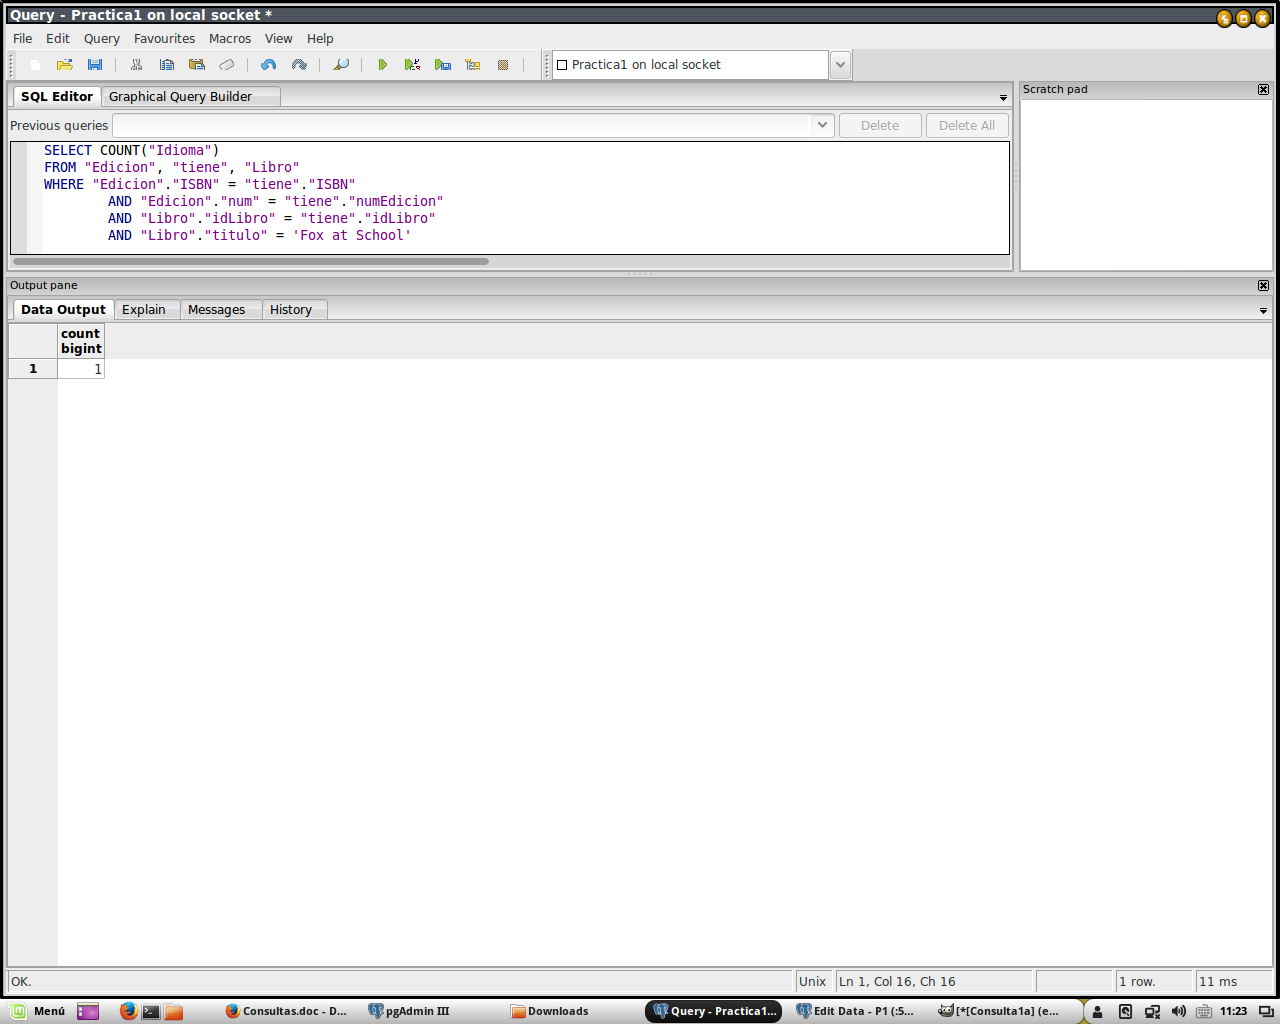 Query - Practica1 on local socket *
File Edit Query Favourites Macros View Help
Practica1 on local socket
SQL Editor Graphical Query Builder
Scratch pad
Previous queries Delete Delete All
SELECT COUNT("Idioma")
FROM "Edicion", "tiene", "Libro"
WHERE "Edicion"."ISBN" = "tiene"."ISBN"
AND "Edicion"."num" = "tiene"."numEdicion"
AND "Libro"."idLibro" = "tiene"."idLibro"
AND "Libro"."titulo" = 'Fox at School'
Output pane
Data Output Explain Messages History
count
bigint
1 1
OK. Unix Ln 1, Col 16, Ch 16 1 row. 11 ms
Menú Consultas.doc - D... pgAdmin III Downloads Query - Practica1... Edit Data - P1 (:5... [*[Consulta1a] (e... 11:23